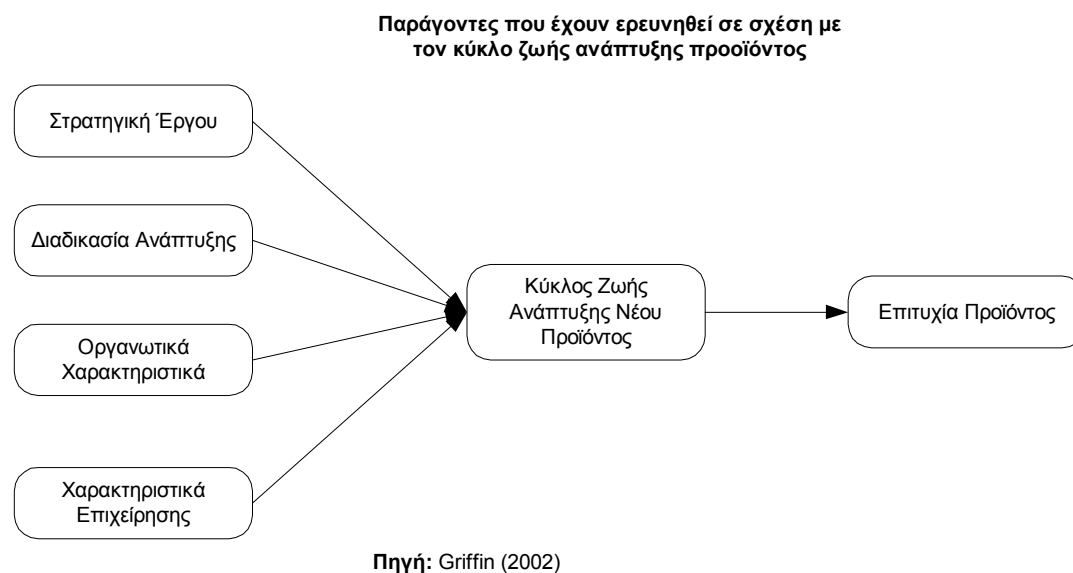 Παράγοντες που έχουν ερευνηθεί σε σχέση με
τον κύκλο ζωής ανάπτυξης προοϊόντος
Στρατηγική Έργου
Διαδικασία Ανάπτυξης
Οργανωτικά
Χαρακτηριστικά
Χαρακτηριστικά
Επιχείρησης
Κύκλος Ζωής
Ανάπτυξης Νέου
Προϊόντος
Επιτυχία Προϊόντος
Πηγή: Griffin (2002)